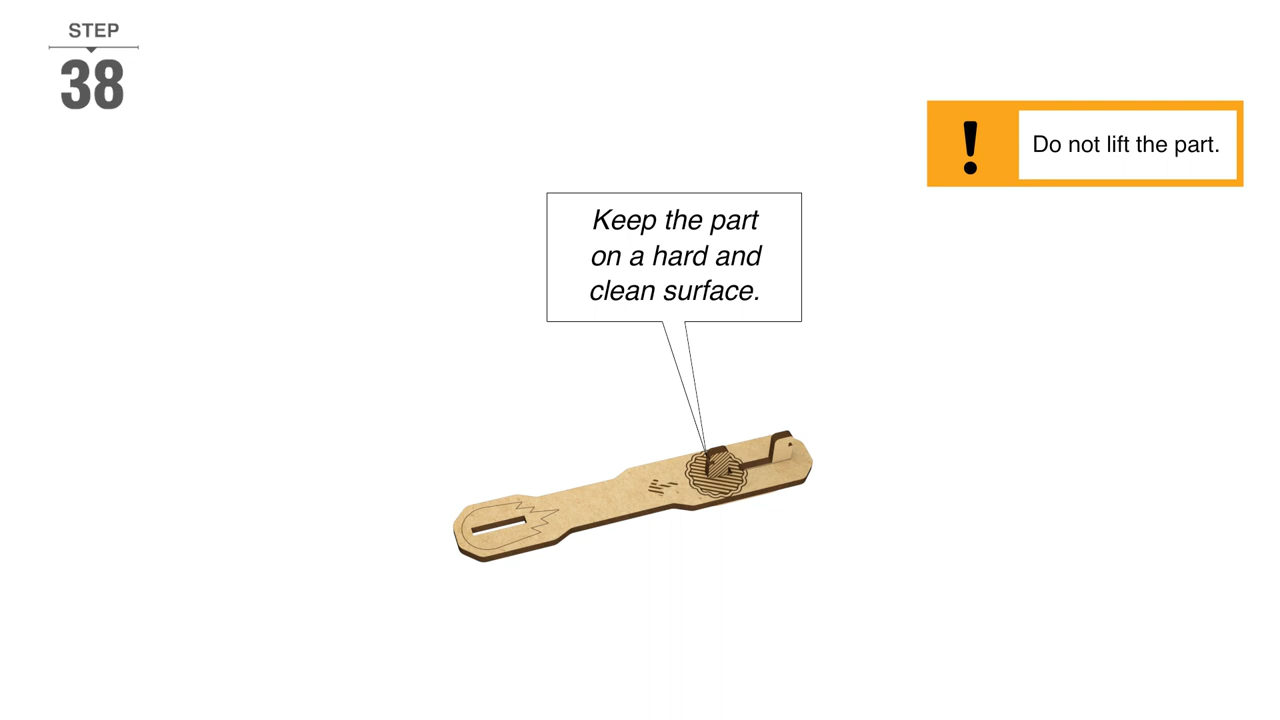 STEP
38
Do not lift the part.
Keep the part
on a hard and
clean surface.